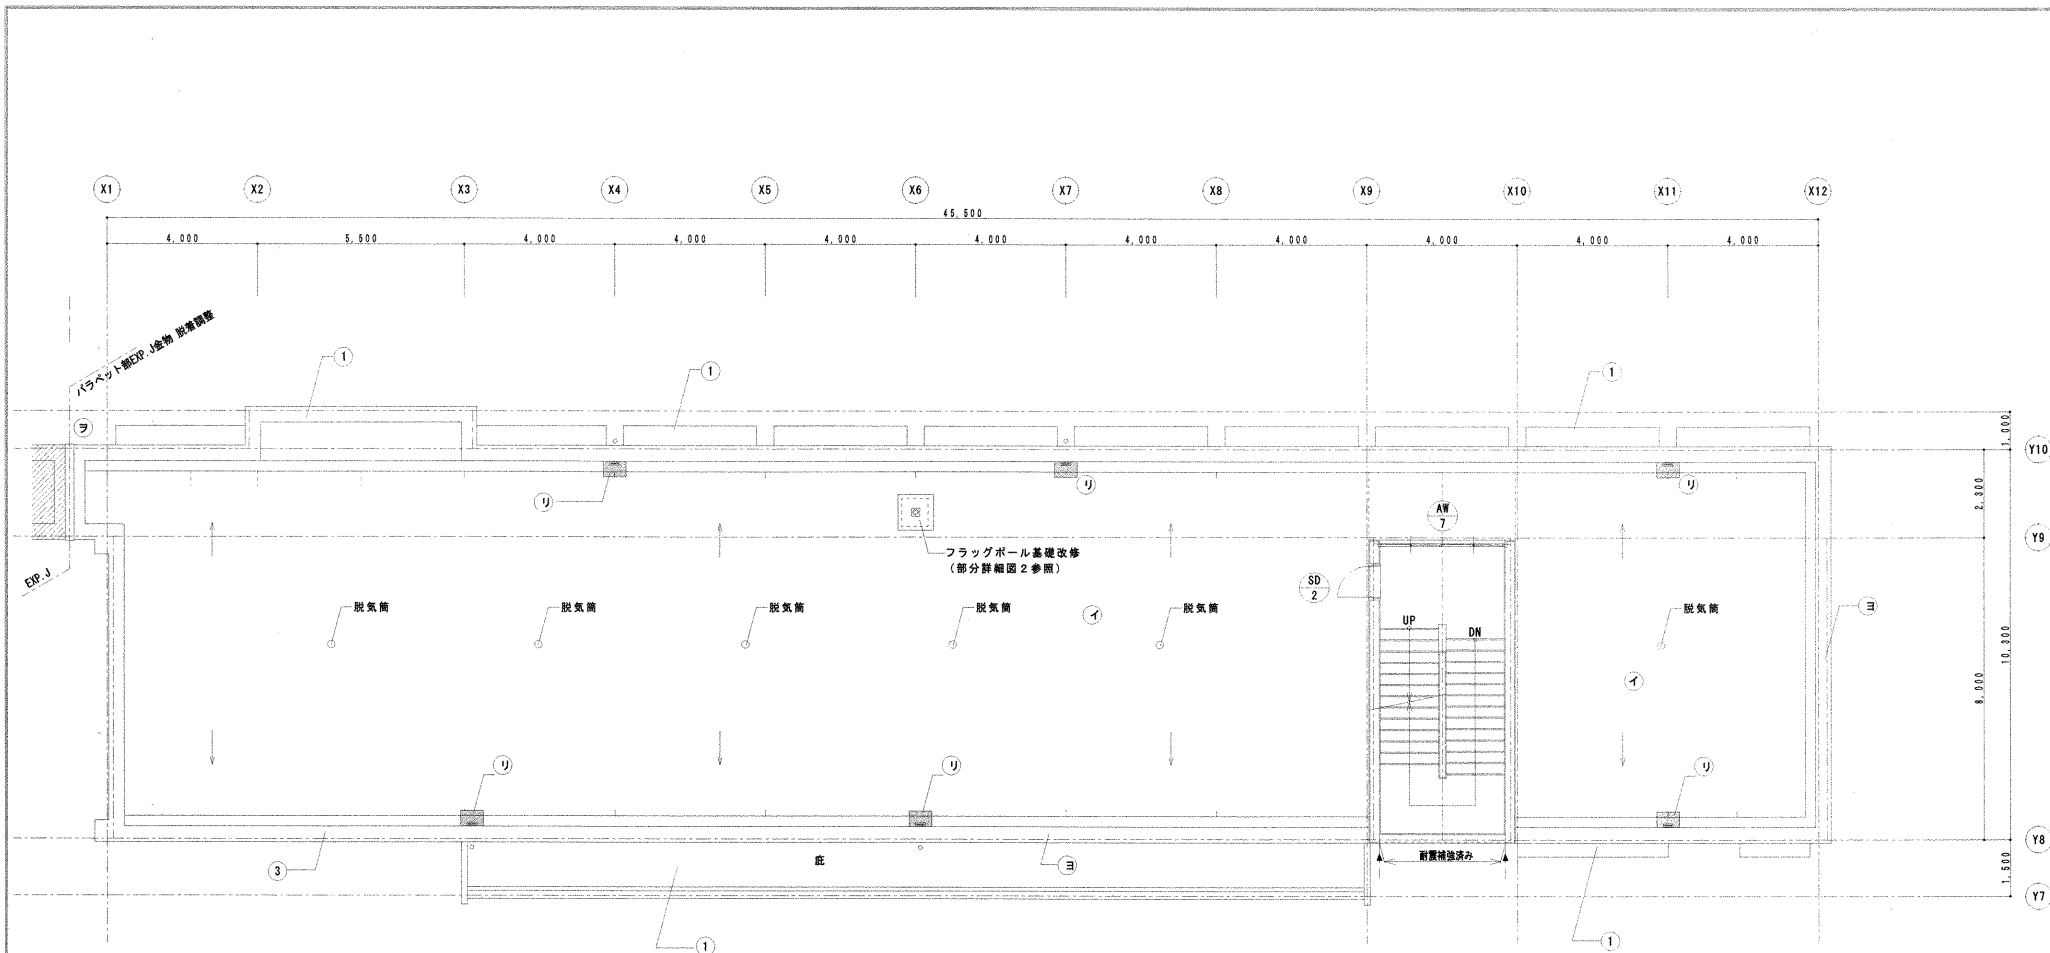 X1 X2 X3 X4 X5 X6 X7 X8 X9 X10 X11 X12
45,500
4,000 5,500 4,000 4,000 4,000 4,000 4,000 4,000 4,000 4,000 4,000
パラペット部EXP.J金物 脱着調整
1
1
1
ヲ
1,000
Y10
リ
リ
リ
2,300
AW
7
Y9
フラッグポール基礎改修
(部分詳細図2参照)
EXP.J
SD
2
脱気筒 脱気筒 脱気筒 脱気筒 脱気筒 脱気筒
イ
ヨ
UP
DN
10,300
イ
8,000
リ
リ
リ
Y8
3
庇
ヨ
耐震補強済み
1,500
Y7
1
1